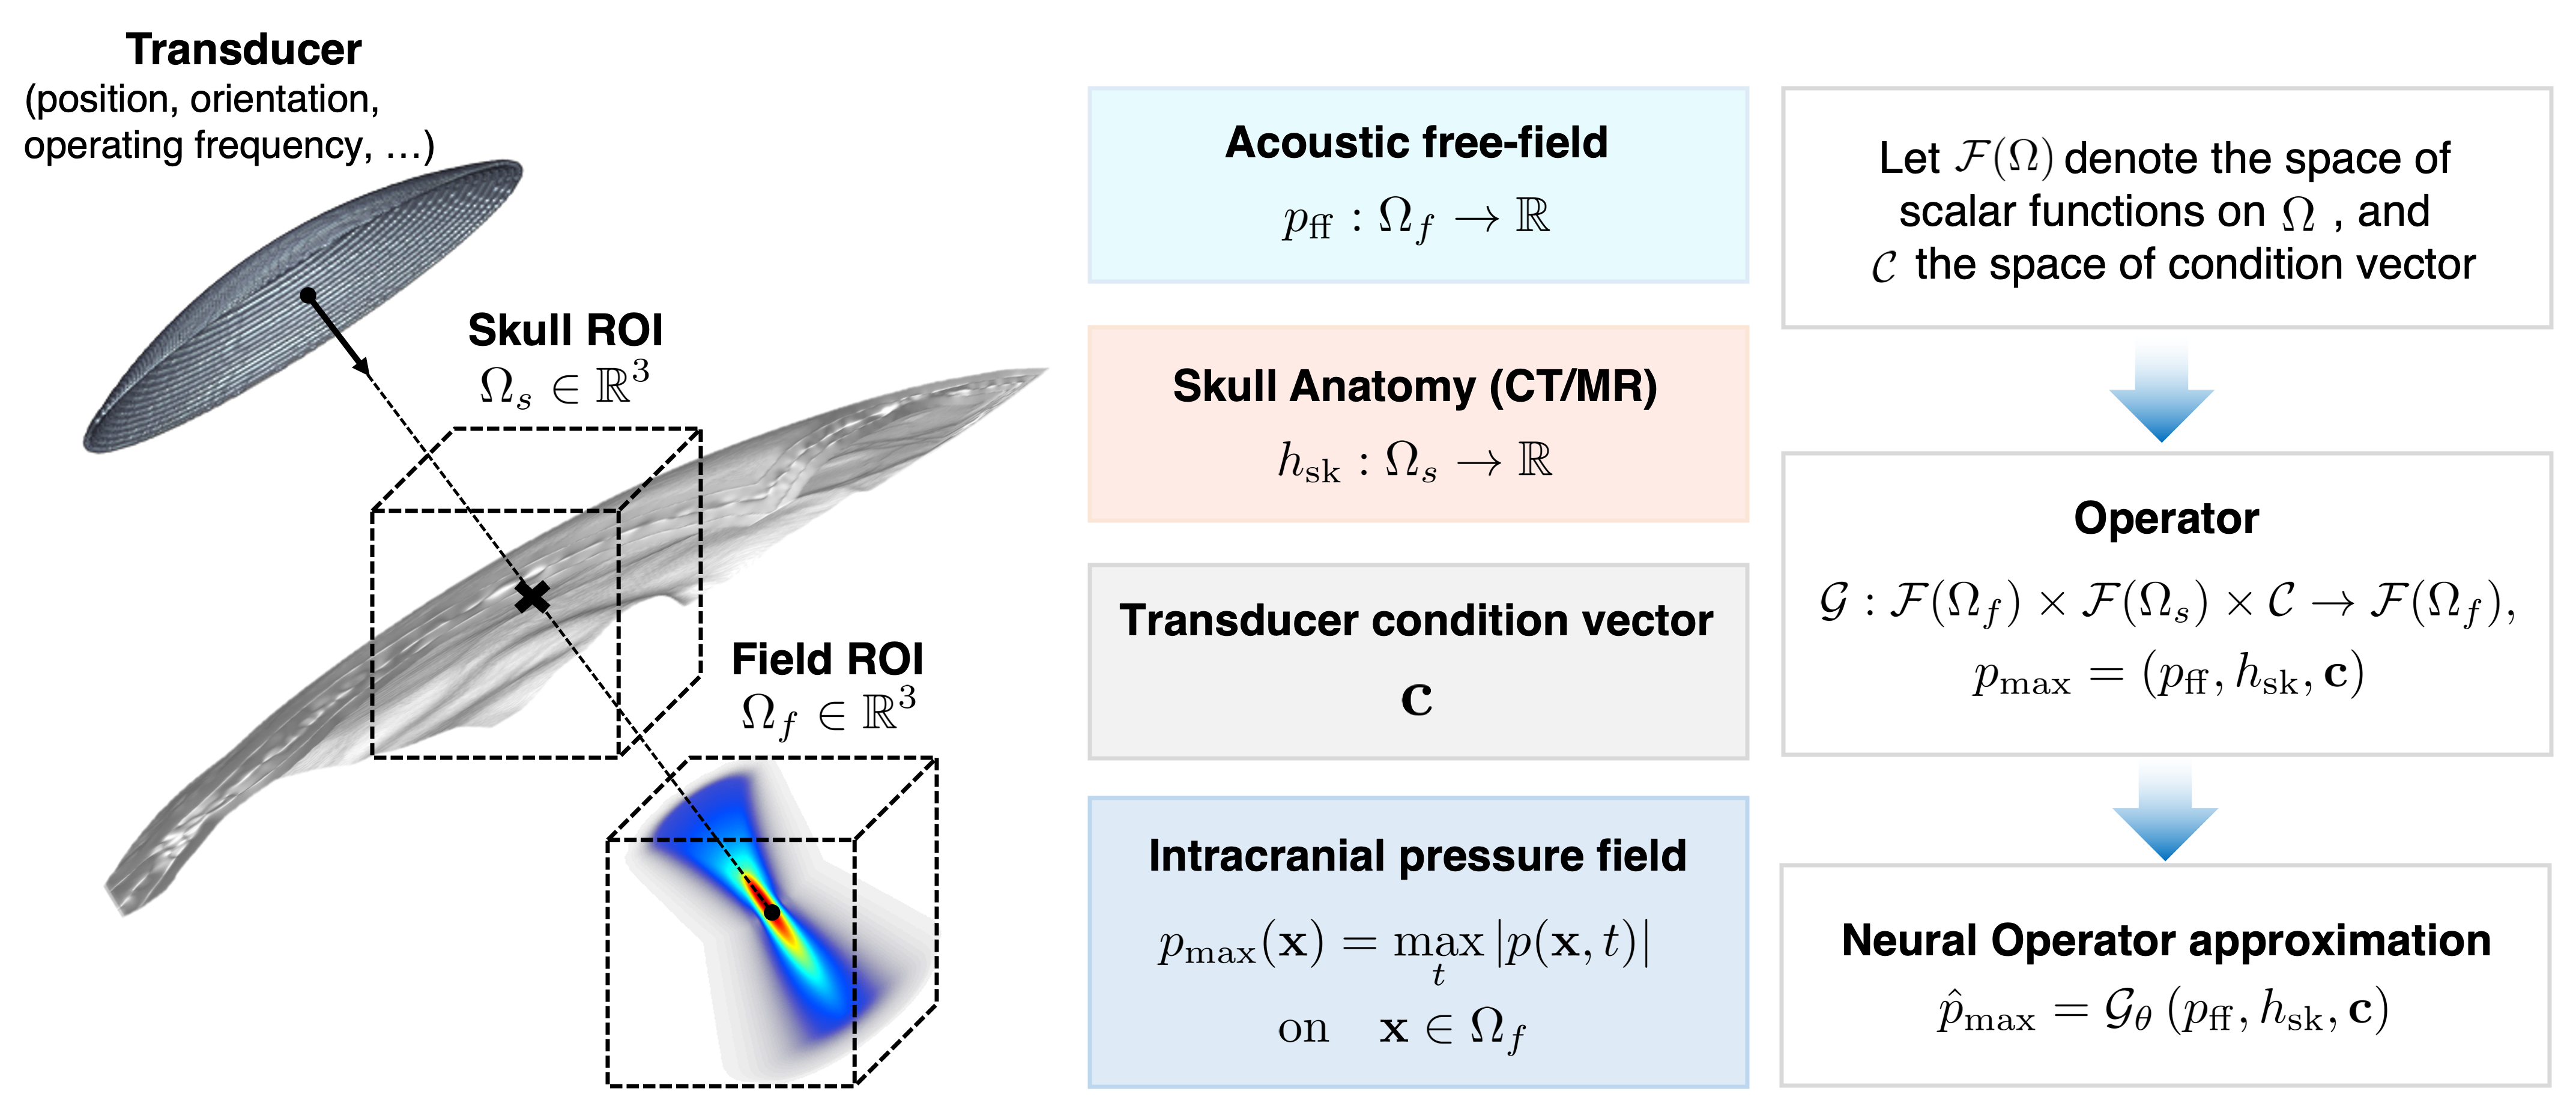 Transducer
(position, orientation,
operating frequency, …)
Skull ROI
Ωₛ ∈ ℝ³
Field ROI
Ω_f ∈ ℝ³
Acoustic free-field
p_ff : Ω_f → ℝ
Skull Anatomy (CT/MR)
h_sk : Ωₛ → ℝ
Transducer condition vector
c
Intracranial pressure field
p_max(x) = max_t |p(x, t)|
on x ∈ Ω_f
Let ℱ(Ω) denote the space of
scalar functions on Ω , and
𝒞 the space of condition vector
Operator
𝒢 : ℱ(Ω_f) × ℱ(Ωₛ) × 𝒞 → ℱ(Ω_f),
p_max = (p_ff, h_sk, c)
Neural Operator approximation
p̂_max = 𝒢_θ (p_ff, h_sk, c)